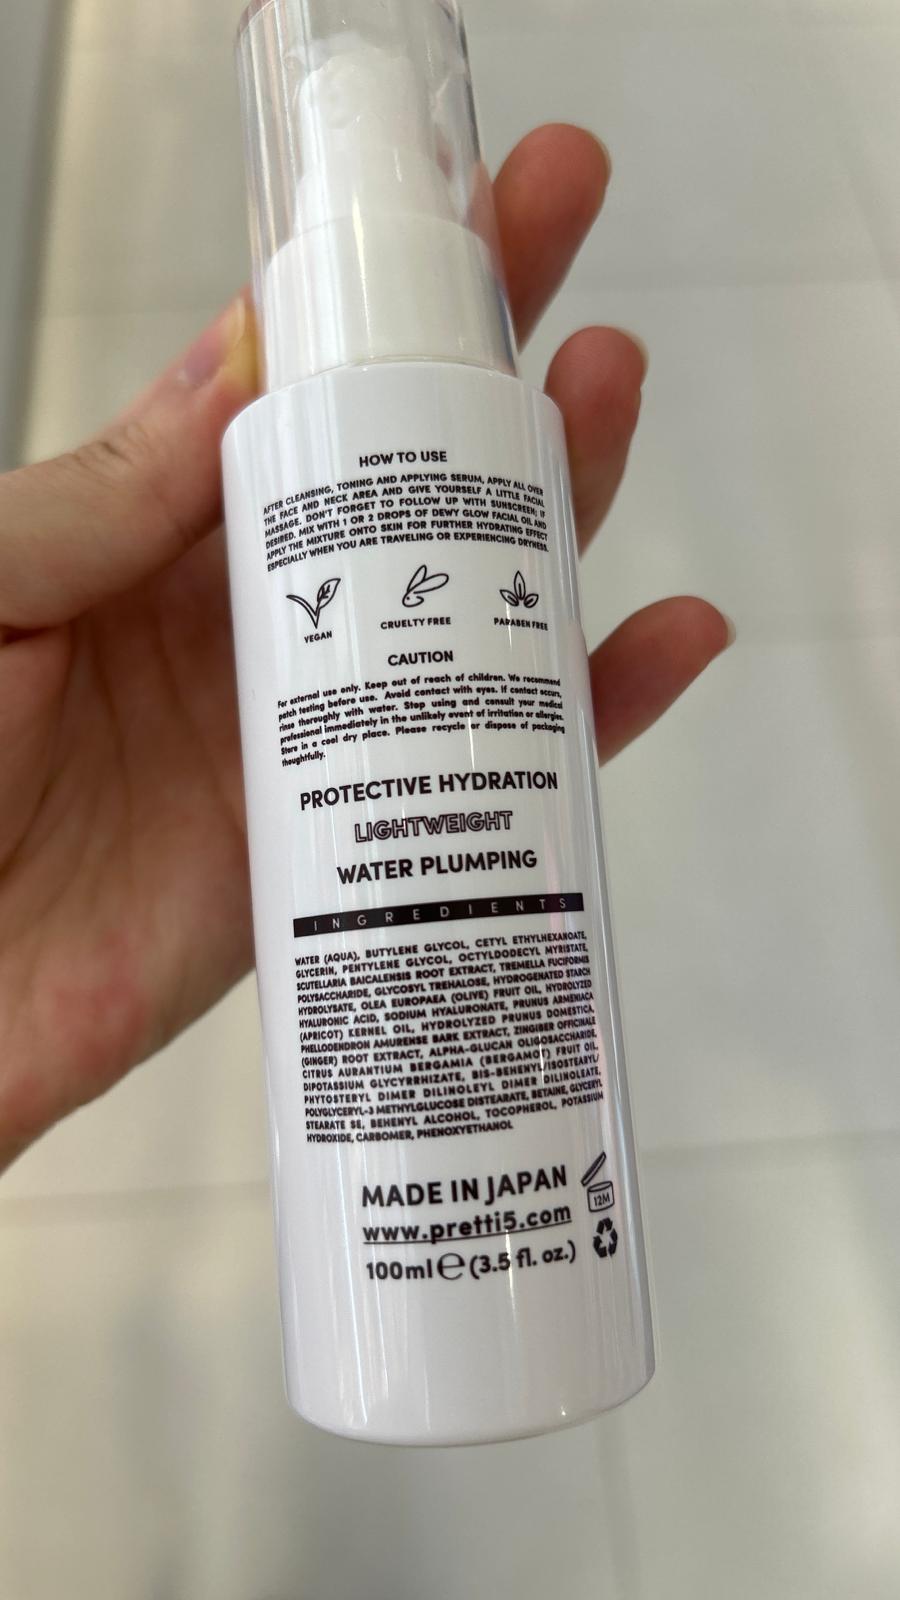 HOW TO USE
AFTER CLEANSING, TONING AND APPLYING SERUM, APPLY ALL OVER
THE FACE AND NECK AREA AND GIVE YOURSELF A LITTLE FACIAL
MASSAGE. DON'T FORGET TO FOLLOW UP WITH SUNSCREEN; IF
DESIRED. MIX WITH 1 OR 2 DROPS OF DEWY GLOW FACIAL OIL AND
APPLY THE MIXTURE ONTO SKIN FOR FURTHER HYDRATING EFFECT
ESPECIALLY WHEN YOU ARE TRAVELING OR EXPERIENCING DRYNESS.
VEGAN CRUELTY FREE PARABEN FREE
CAUTION
For external use only. Keep out of reach of children. We recommend
patch testing before use. Avoid contact with eyes. If contact occurs,
rinse thoroughly with water. Stop using and consult your medical
professional immediately in the unlikely event of irritation or allergies.
Store in a cool dry place. Please recycle or dispose of packaging
thoughtfully.
PROTECTIVE HYDRATION
LIGHTWEIGHT
WATER PLUMPING
INGREDIENTS
WATER (AQUA), BUTYLENE GLYCOL, CETYL ETHYLHEXANOATE,
GLYCERIN, PENTYLENE GLYCOL, OCTYLDODECYL MYRISTATE,
SCUTELLARIA BAICALENSIS ROOT EXTRACT, TREMELLA FUCIFORMIS
POLYSACCHARIDE, GLYCOSYL TREHALOSE, HYDROGENATED STARCH
HYDROLYSATE, OLEA EUROPAEA (OLIVE) FRUIT OIL, HYDROLYZED
HYALURONIC ACID, SODIUM HYALURONATE, PRUNUS ARMENIACA
(APRICOT) KERNEL OIL, HYDROLYZED PRUNUS DOMESTICA,
PHELLODENDRON AMURENSE BARK EXTRACT, ZINGIBER OFFICINALE
(GINGER) ROOT EXTRACT, ALPHA-GLUCAN OLIGOSACCHARIDE,
CITRUS AURANTIUM BERGAMIA (BERGAMOT) FRUIT OIL,
DIPOTASSIUM GLYCYRRHIZATE, BIS-BEHENYL/ISOSTEARYL/
PHYTOSTERYL DIMER DILINOLEYL DIMER DILINOLEATE,
POLYGLYCERYL-3 METHYLGLUCOSE DISTEARATE, BETAINE, GLYCERYL
STEARATE SE, BEHENYL ALCOHOL, TOCOPHEROL, POTASSIUM
HYDROXIDE, CARBOMER, PHENOXYETHANOL
MADE IN JAPAN
12M
www.pretti5.com
100ml e (3.5 fl. oz.)